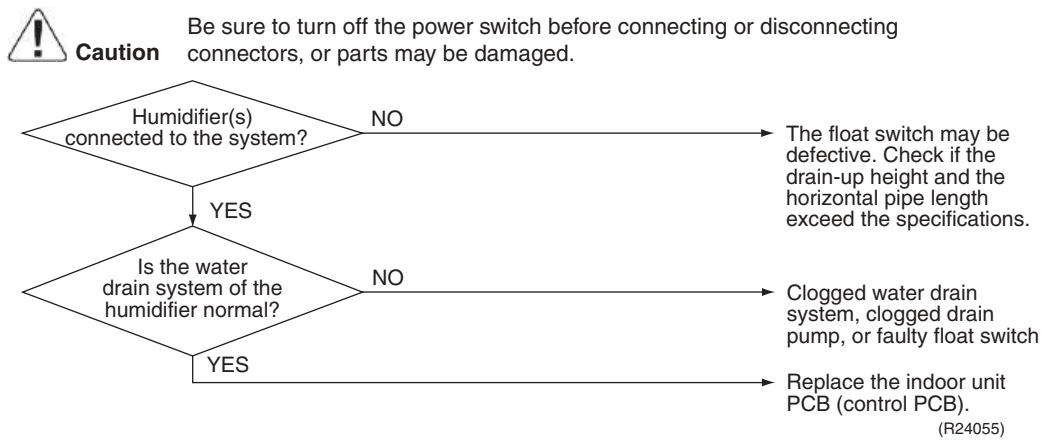 Be sure to turn off the power switch before connecting or disconnecting
Caution connectors, or parts may be damaged.
Humidifier(s)
connected to the system?
NO
The float switch may be
defective. Check if the
drain-up height and the
horizontal pipe length
exceed the specifications.
YES
Is the water
drain system of the
humidifier normal?
NO
Clogged water drain
system, clogged drain
pump, or faulty float switch
YES
Replace the indoor unit
PCB (control PCB).
(R24055)